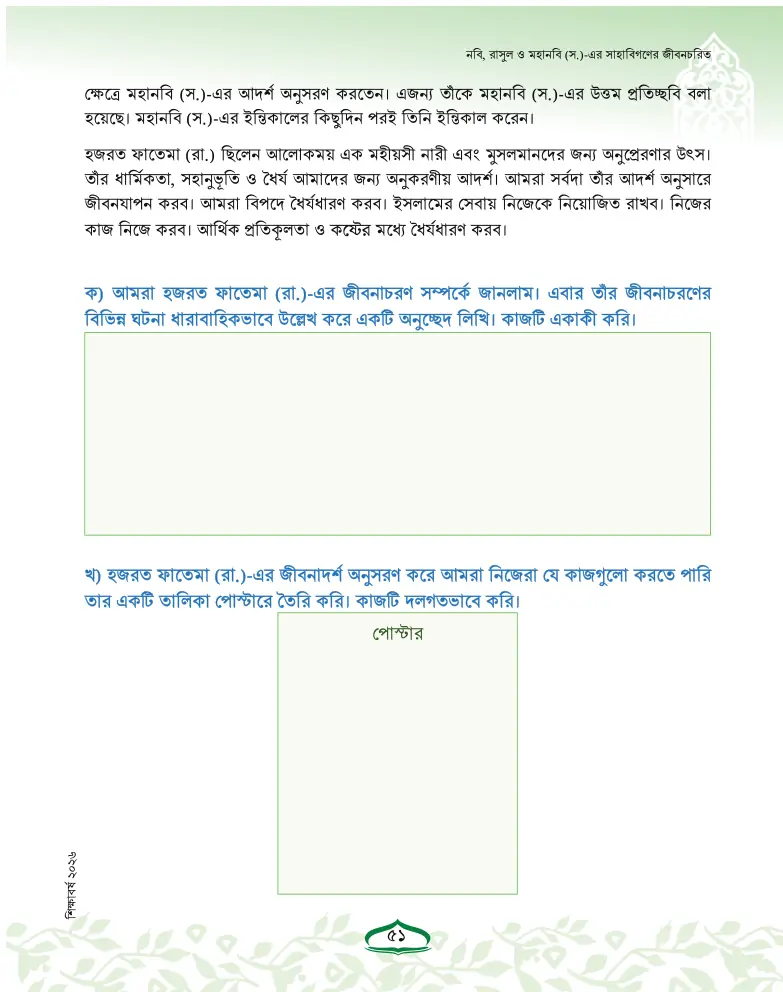 নবি, রাসুল ও মহানবি (স.)-এর সাহাবিগণের জীবনচরিত
ক্ষেত্রে মহানবি (স.)-এর আদর্শ অনুসরণ করতেন। এজন্য তাঁকে মহানবি (স.)-এর উত্তম প্রতিচ্ছবি বলা
হয়েছে। মহানবি (স.)-এর ইন্তিকালের কিছুদিন পরই তিনি ইন্তিকাল করেন।
হজরত ফাতেমা (রা.) ছিলেন আলোকময় এক মহীয়সী নারী এবং মুসলমানদের জন্য অনুপ্রেরণার উৎস।
তাঁর ধার্মিকতা, সহানুভূতি ও ধৈর্য আমাদের জন্য অনুকরণীয় আদর্শ। আমরা সর্বদা তাঁর আদর্শ অনুসারে
জীবনযাপন করব। আমরা বিপদে ধৈর্যধারণ করব। ইসলামের সেবায় নিজেকে নিয়োজিত রাখব। নিজের
কাজ নিজে করব। আর্থিক প্রতিকূলতা ও কষ্টের মধ্যে ধৈর্যধারণ করব।
ক) আমরা হজরত ফাতেমা (রা.)-এর জীবনাচরণ সম্পর্কে জানলাম। এবার তাঁর জীবনাচরণের
বিভিন্ন ঘটনা ধারাবাহিকভাবে উল্লেখ করে একটি অনুচ্ছেদ লিখি। কাজটি একাকী করি।
খ) হজরত ফাতেমা (রা.)-এর জীবনাদর্শ অনুসরণ করে আমরা নিজেরা যে কাজগুলো করতে পারি
তার একটি তালিকা পোস্টারে তৈরি করি। কাজটি দলগতভাবে করি।
পোস্টার
শিক্ষাবর্ষ ২০২৬
৫১